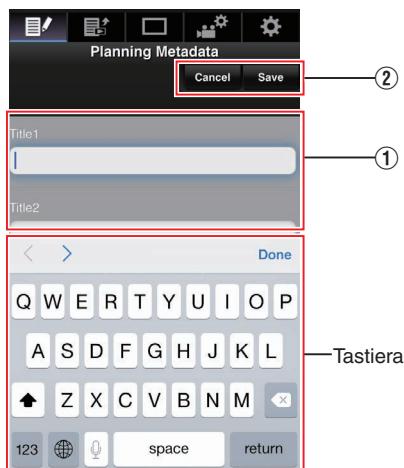 Planning Metadata
Cancel Save
②
Title1
①
Title2
Done
Q W E R T Y U I O P
A S D F G H J K L
Tastiera
Z X C V B N M
123 space return